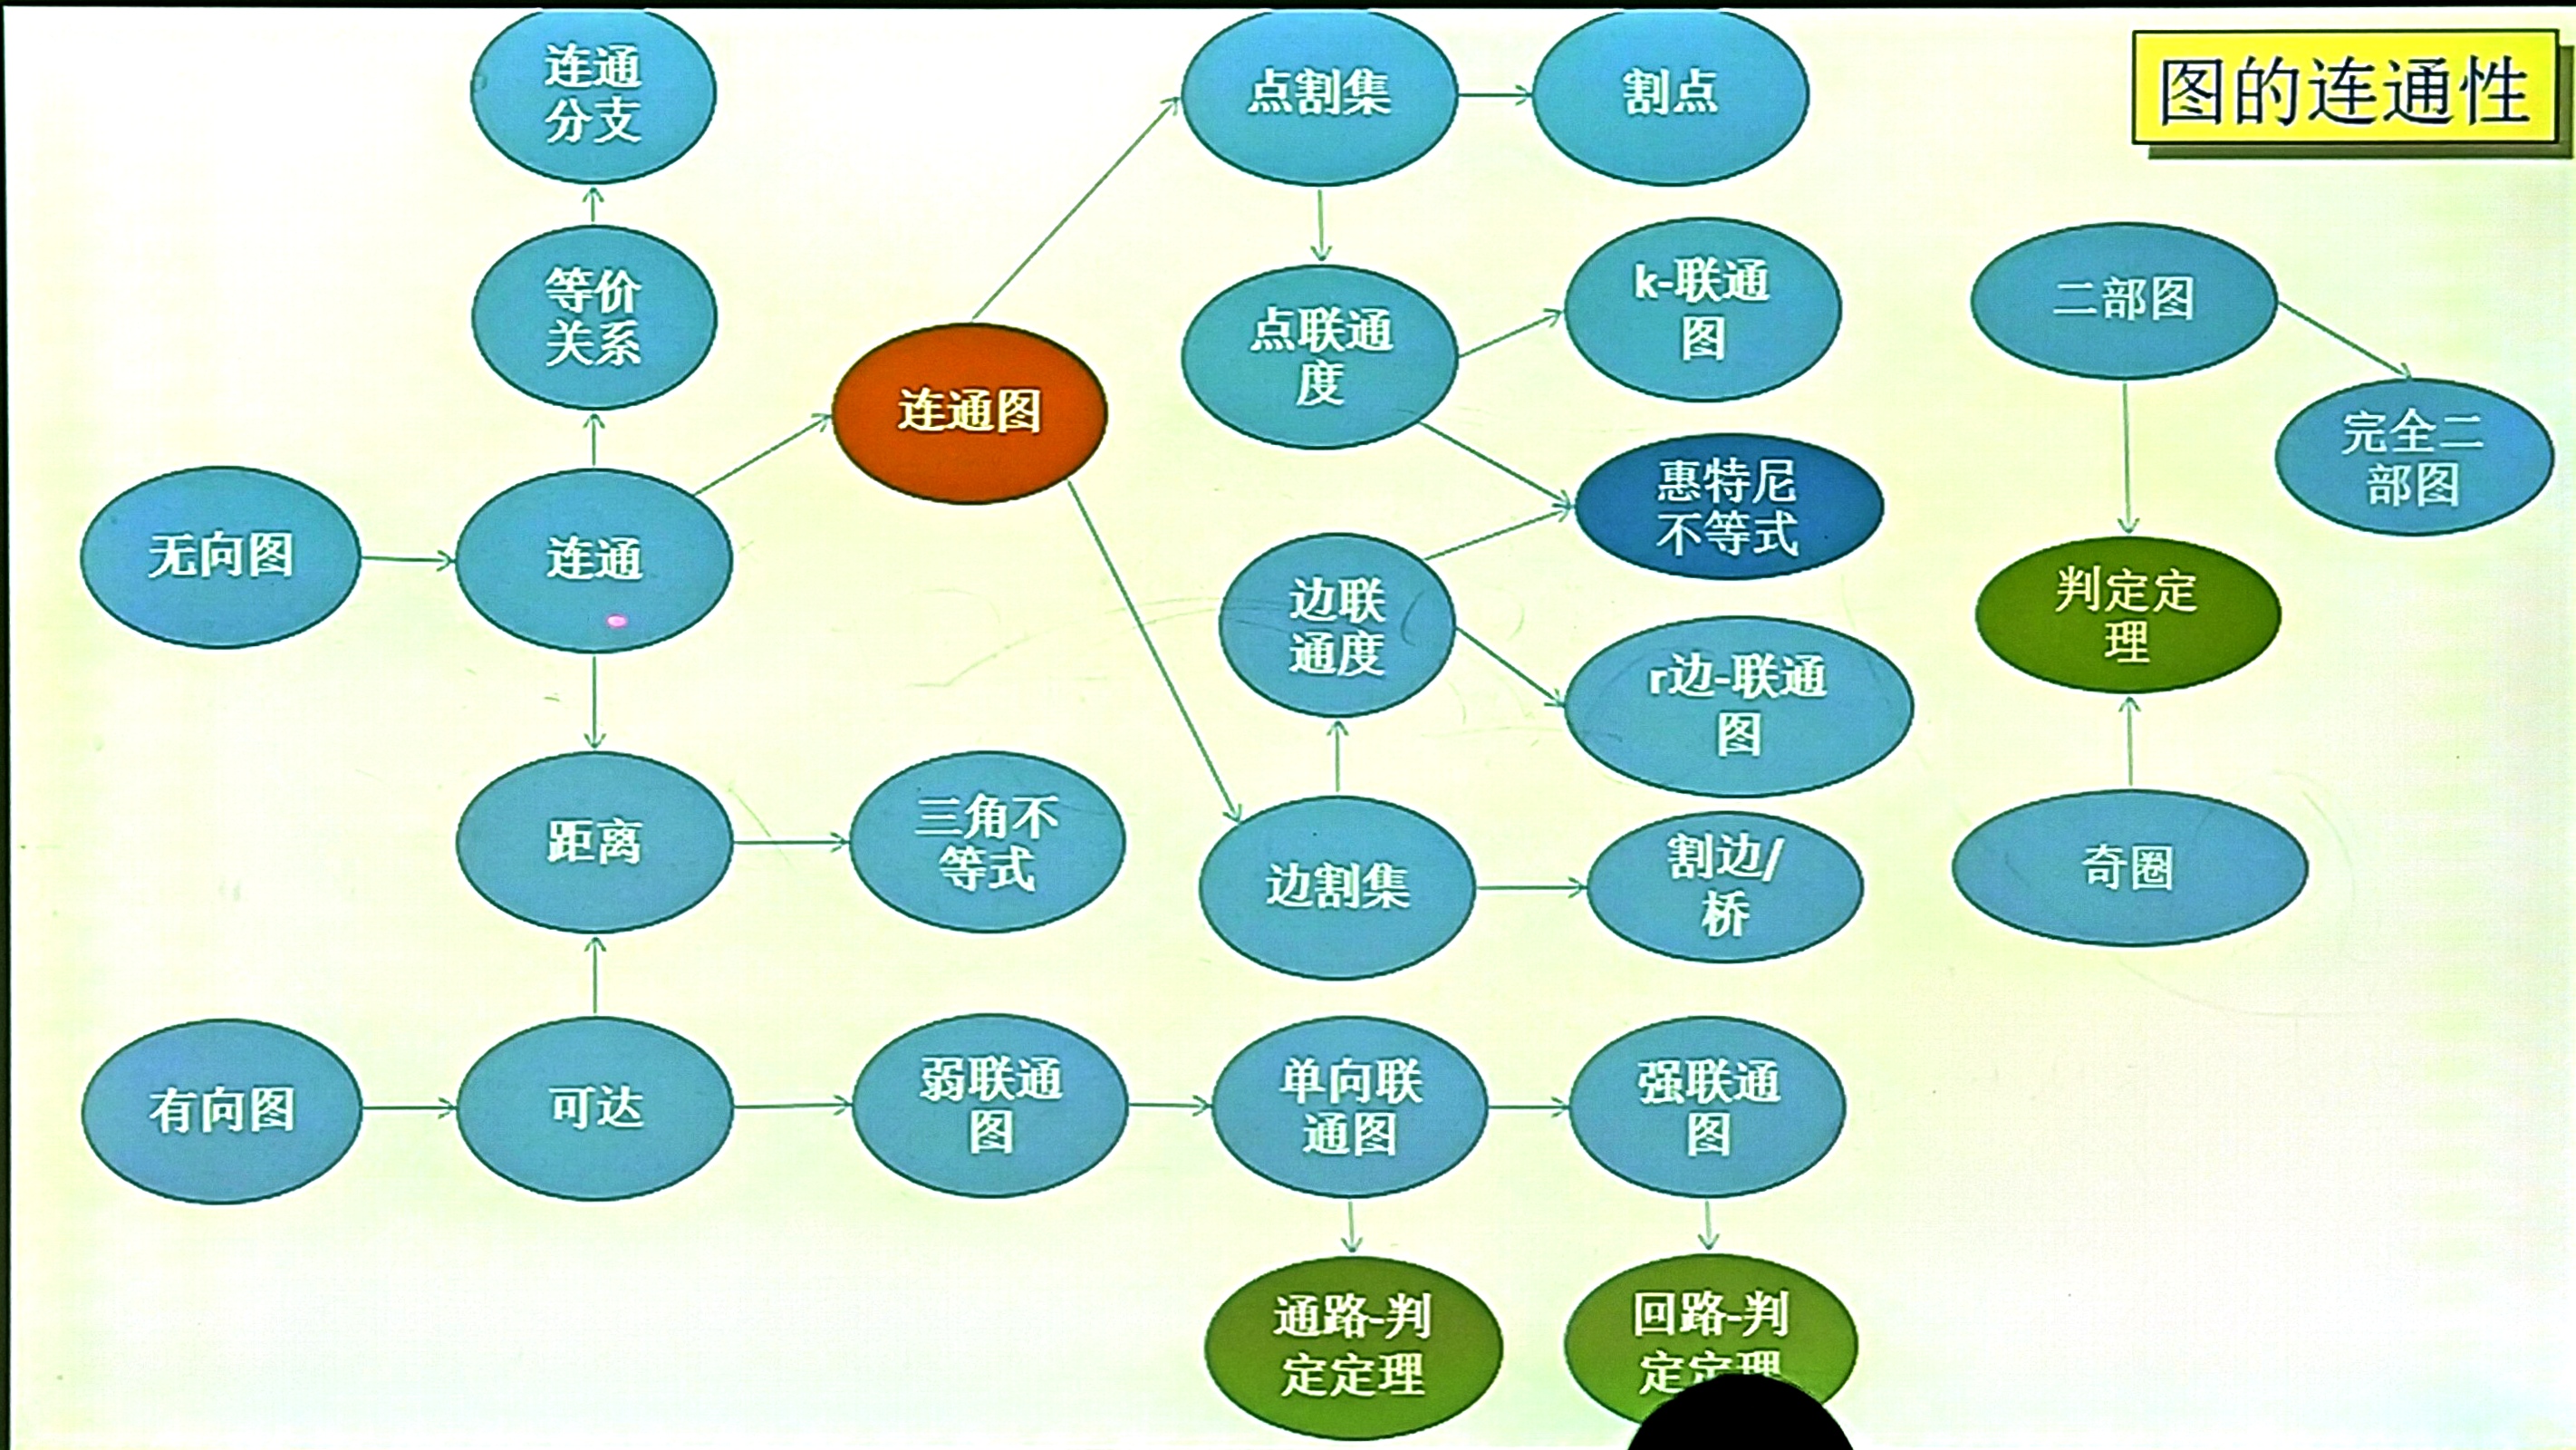 图的连通性
连通
分支
点割集
割点
等价
关系
k-联通
图
二部图
点联通
度
连通图
完全二
部图
惠特尼
不等式
无向图
连通
边联
通度
判定定
理
r边-联通
图
距离
三角不
等式
边割集
割边/
桥
奇圈
有向图
可达
弱联通
图
单向联
通图
强联通
图
通路-判
定定理
回路-判
定定理